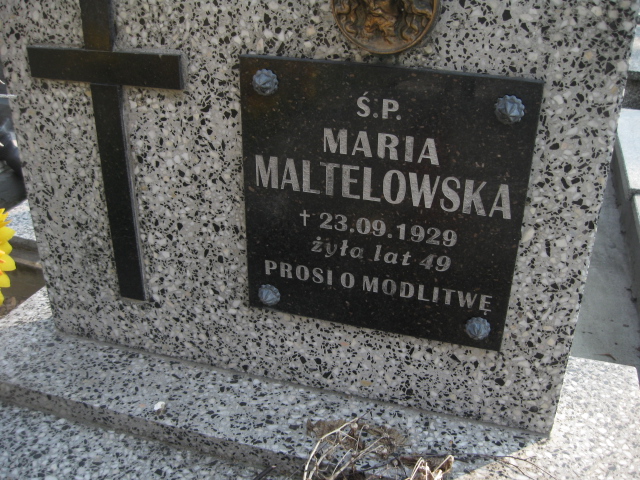 Ś.P.
MARIA
MALTELOWSKA
† 23.09.1929
żyła lat 49
PROSI O MODLITWĘ